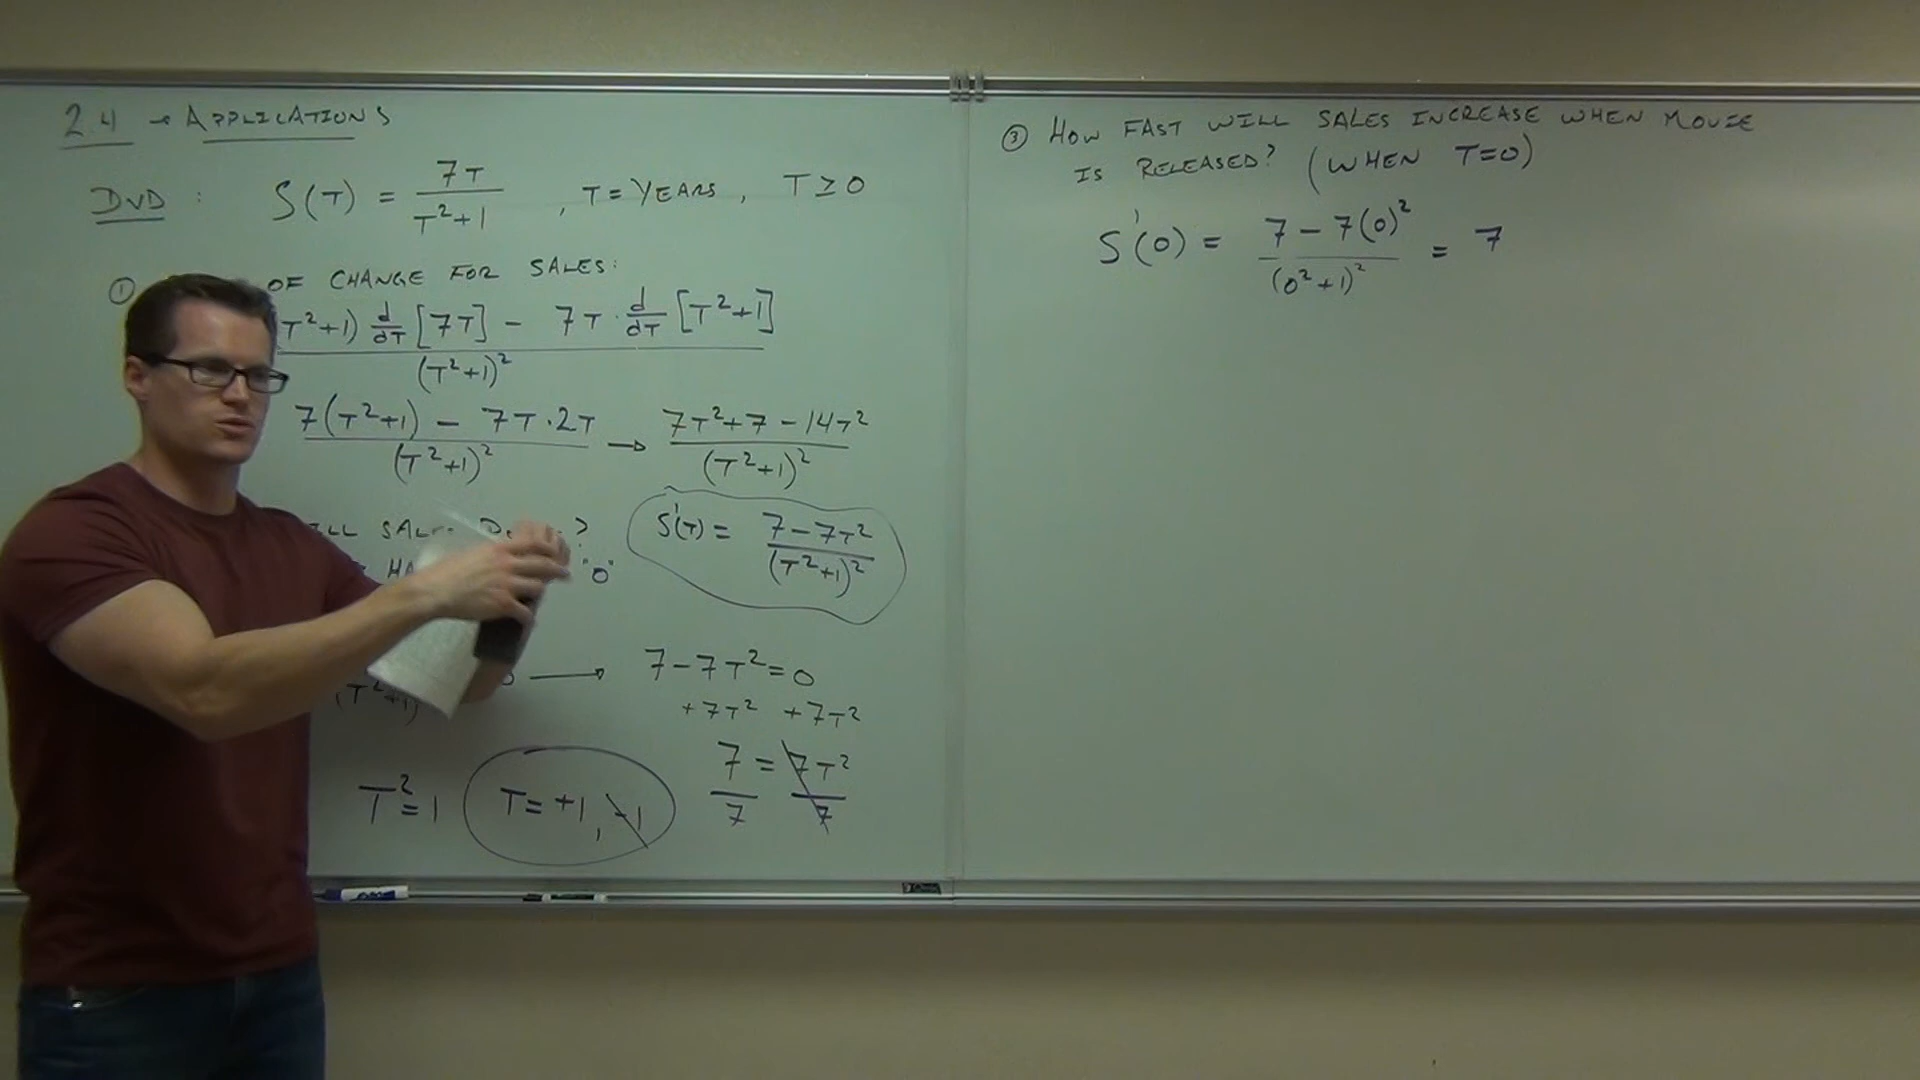 2.4 → APPLICATIONS
DVD : S(T) = 7T / T²+1 , T = YEARS , T ≥ 0
① OF CHANGE FOR SALES:
T²+1) d/dT [7T] − 7T · d/dT [T²+1]
(T²+1)²
7(T²+1) − 7T·2T / (T²+1)² → 7T²+7−14T² / (T²+1)²
S'(T) = 7−7T² / (T²+1)²
"0"
(T²+1) → 7−7T²=0
+7T² +7T²
7 = 7T²
7 7
T²=1 T= +1, −1
③ HOW FAST WILL SALES INCREASE WHEN MOVIE
IS RELEASED? (WHEN T=0)
S'(0) = 7 − 7(0)² / (0²+1)² = 7